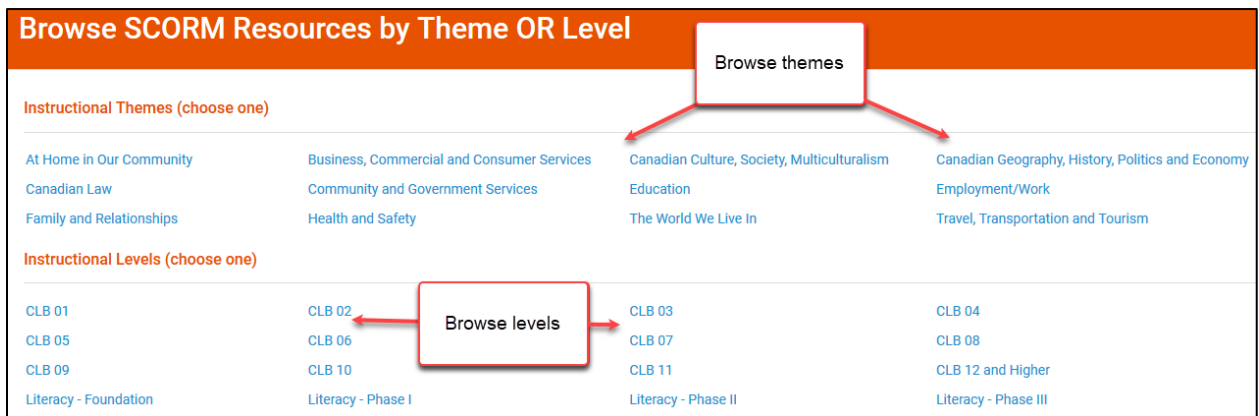 Browse SCORM Resources by Theme OR Level
Browse themes
Instructional Themes (choose one)
At Home in Our Community
Business, Commercial and Consumer Services
Canadian Culture, Society, Multiculturalism
Canadian Geography, History, Politics and Economy
Canadian Law
Community and Government Services
Education
Employment/Work
Family and Relationships
Health and Safety
The World We Live In
Travel, Transportation and Tourism
Instructional Levels (choose one)
CLB 01
CLB 02
CLB 03
CLB 04
Browse levels
CLB 05
CLB 06
CLB 07
CLB 08
CLB 09
CLB 10
CLB 11
CLB 12 and Higher
Literacy - Foundation
Literacy - Phase I
Literacy - Phase II
Literacy - Phase III